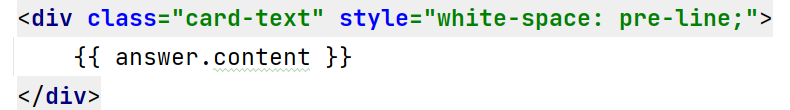 <div class="card-text" style="white-space: pre-line;">
    {{ answer.content }}
</div>